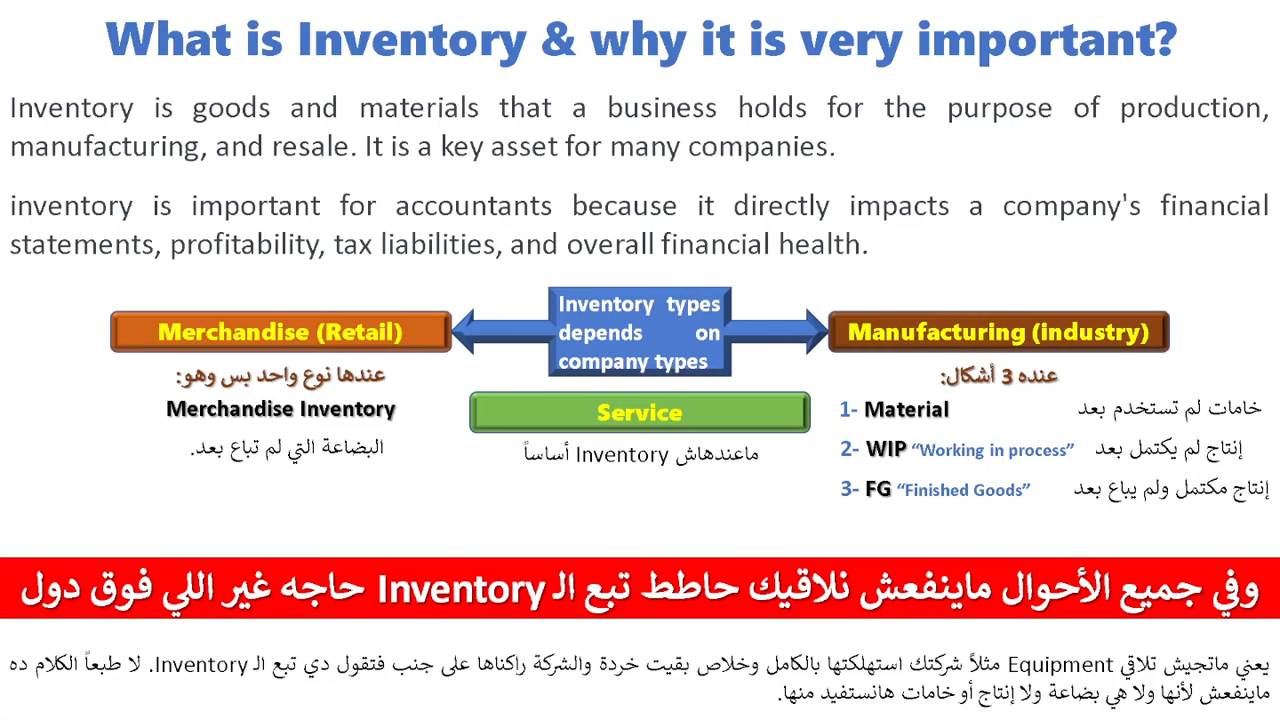 What is Inventory & why it is very important?
Inventory is goods and materials that a business holds for the purpose of production,
manufacturing, and resale. It is a key asset for many companies.
inventory is important for accountants because it directly impacts a company's financial
statements, profitability, tax liabilities, and overall financial health.
Inventory types
depends on
company types
Merchandise (Retail)
عندها نوع واحد بس وهو:
Merchandise Inventory
البضاعة التي لم تباع بعد.
Service
ماعندهاش Inventory أساساً
Manufacturing (industry)
عنده 3 أشكال:
1- Material خامات لم تستخدم بعد
2- WIP “Working in process” إنتاج لم يكتمل بعد
3- FG “Finished Goods” إنتاج مكتمل ولم يباع بعد
وفي جميع الأحوال ماينفعش نلاقيك حاطط تبع الـ Inventory حاجه غير اللي فوق دول
يعني ماتجيش تلاقي Equipment مثلاً شركتك استهلكتها بالكامل وخلاص بقيت خردة والشركة راكناها على جنب فتقول دي تبع الـ Inventory. لا طبعاً الكلام ده
ماينفعش لأنها ولا هي بضاعة ولا إنتاج أو خامات هانستفيد منها.